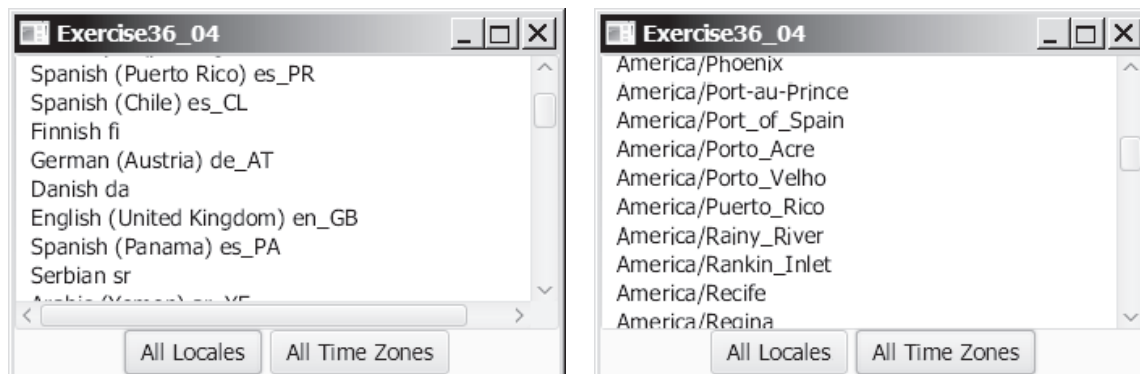 Exercise36_04
Spanish (Puerto Rico) es_PR
Spanish (Chile) es_CL
Finnish fi
German (Austria) de_AT
Danish da
English (United Kingdom) en_GB
Spanish (Panama) es_PA
Serbian sr
Arabic (Yemen) ar_YE
All Locales All Time Zones
Exercise36_04
America/Phoenix
America/Port-au-Prince
America/Port_of_Spain
America/Porto_Acre
America/Porto_Velho
America/Puerto_Rico
America/Rainy_River
America/Rankin_Inlet
America/Recife
America/Regina
All Locales All Time Zones